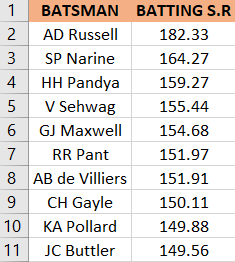 1 BATSMAN BATTING S.R
2 AD Russell 182.33
3 SP Narine 164.27
4 HH Pandya 159.27
5 V Sehwag 155.44
6 GJ Maxwell 154.68
7 RR Pant 151.97
8 AB de Villiers 151.91
9 CH Gayle 150.11
10 KA Pollard 149.88
11 JC Buttler 149.56